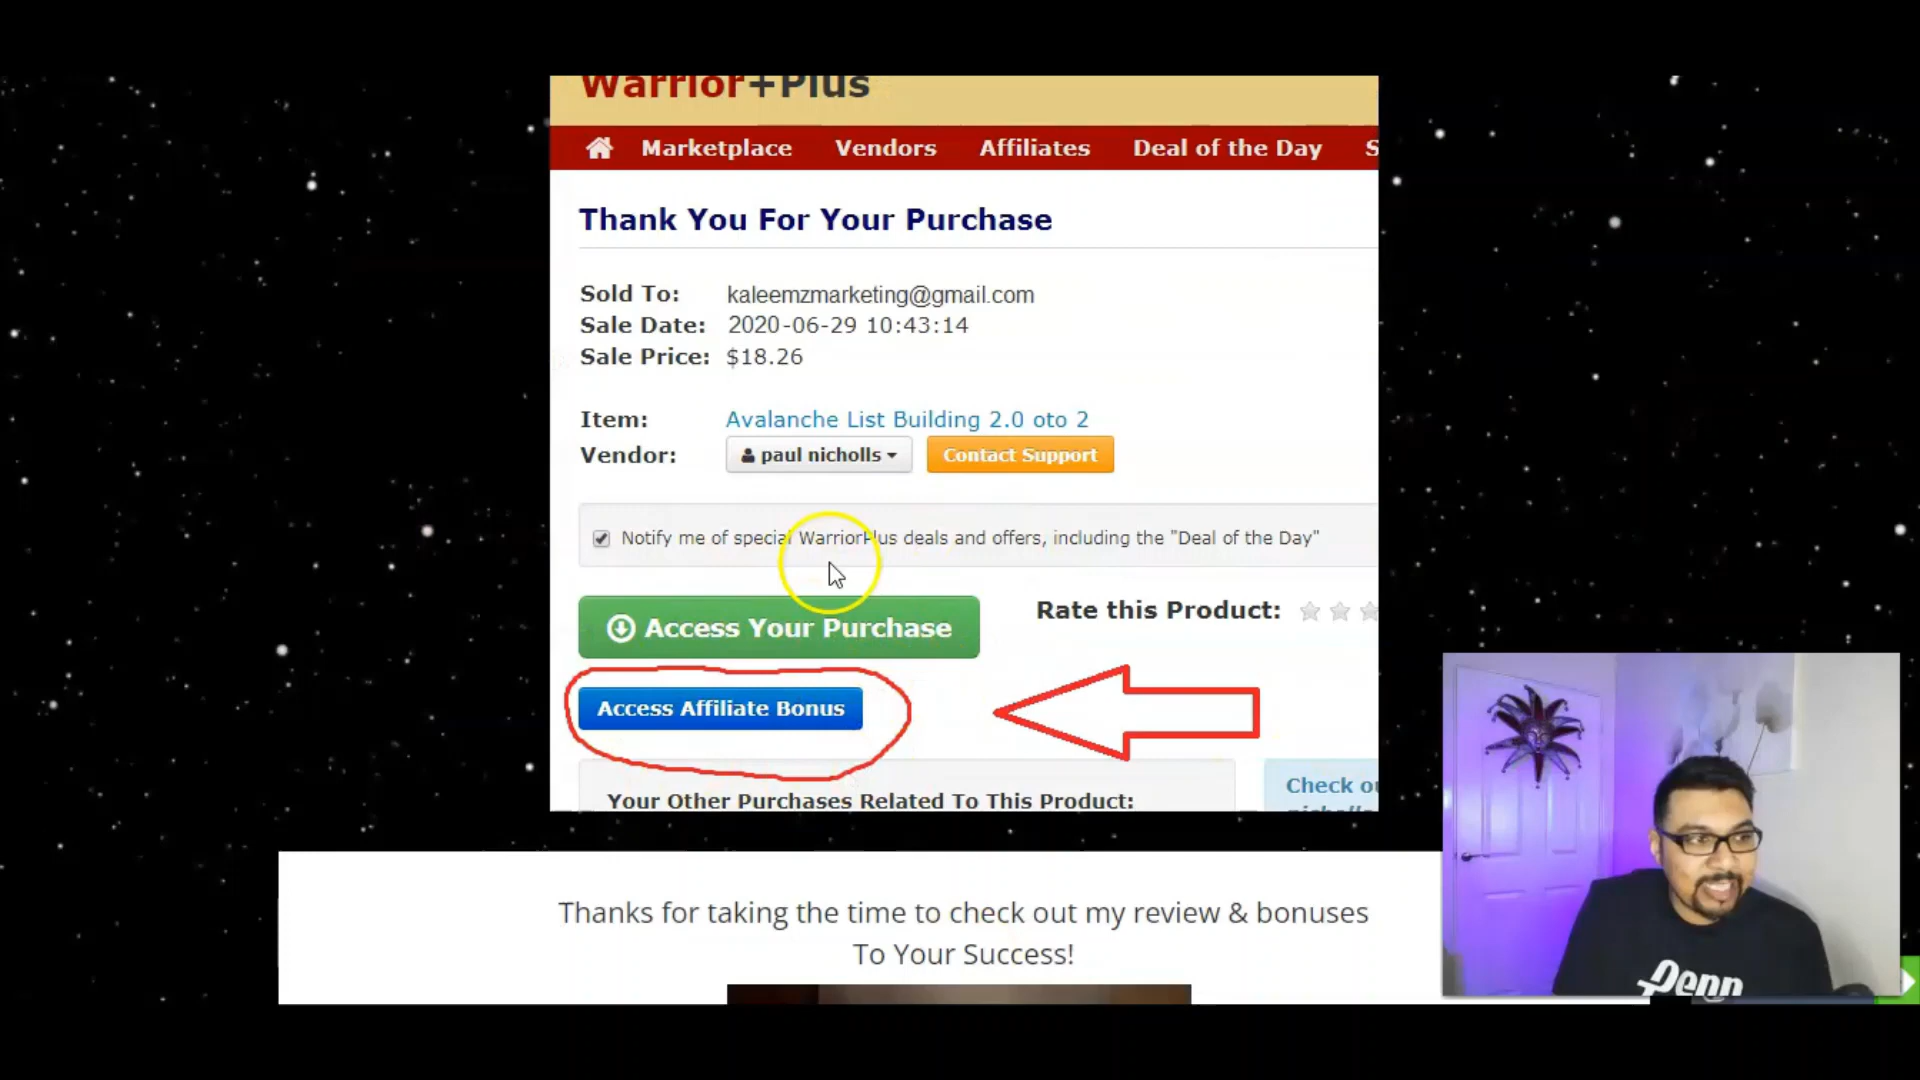 Warrior+Plus
Marketplace Vendors Affiliates Deal of the Day S
Thank You For Your Purchase
Sold To: kaleemzmarketing@gmail.com
Sale Date: 2020-06-29 10:43:14
Sale Price: $18.26
Item: Avalanche List Building 2.0 oto 2
Vendor: paul nicholls Contact Support
Notify me of special WarriorPlus deals and offers, including the "Deal of the Day"
Access Your Purchase
Rate this Product:
Access Affiliate Bonus
Your Other Purchases Related To This Product:
Check
Thanks for taking the time to check out my review & bonuses
To Your Success!
Penn